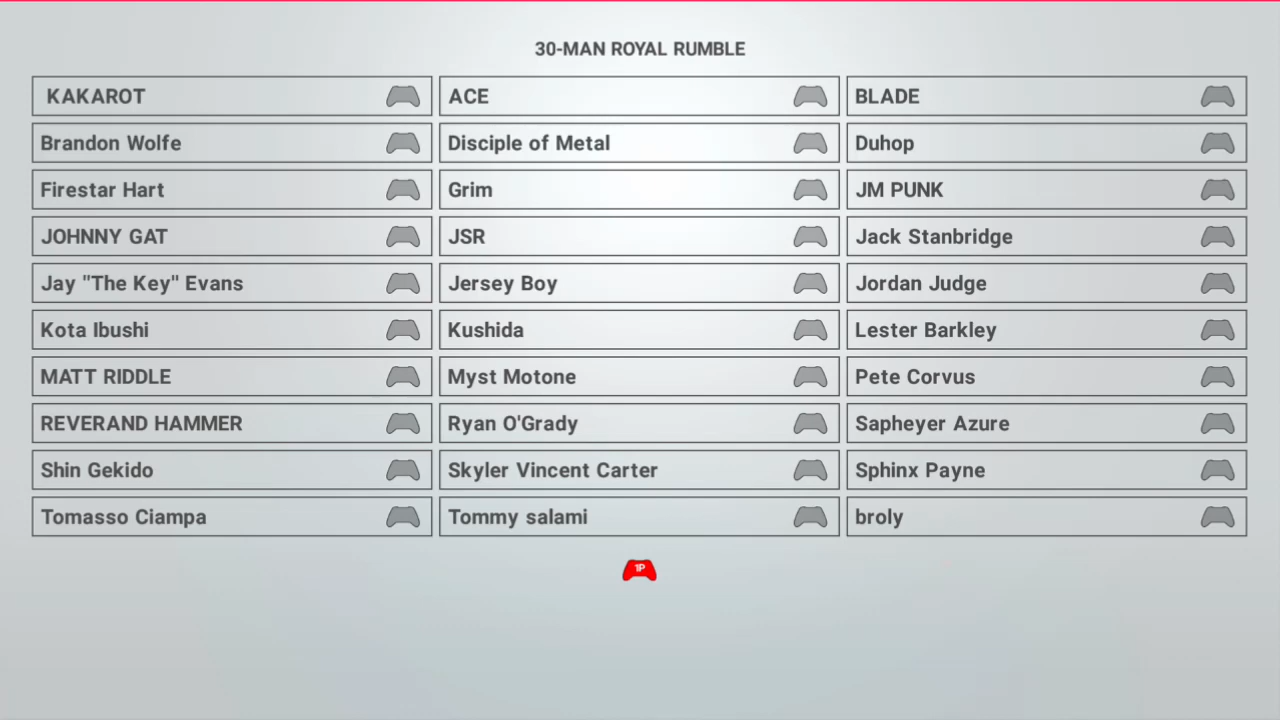 30-MAN ROYAL RUMBLE
KAKAROT ACE BLADE
Brandon Wolfe Disciple of Metal Duhop
Firestar Hart Grim JM PUNK
JOHNNY GAT JSR Jack Stanbridge
Jay "The Key" Evans Jersey Boy Jordan Judge
Kota Ibushi Kushida Lester Barkley
MATT RIDDLE Myst Motone Pete Corvus
REVERAND HAMMER Ryan O'Grady Sapheyer Azure
Shin Gekido Skyler Vincent Carter Sphinx Payne
Tomasso Ciampa Tommy salami broly
1P